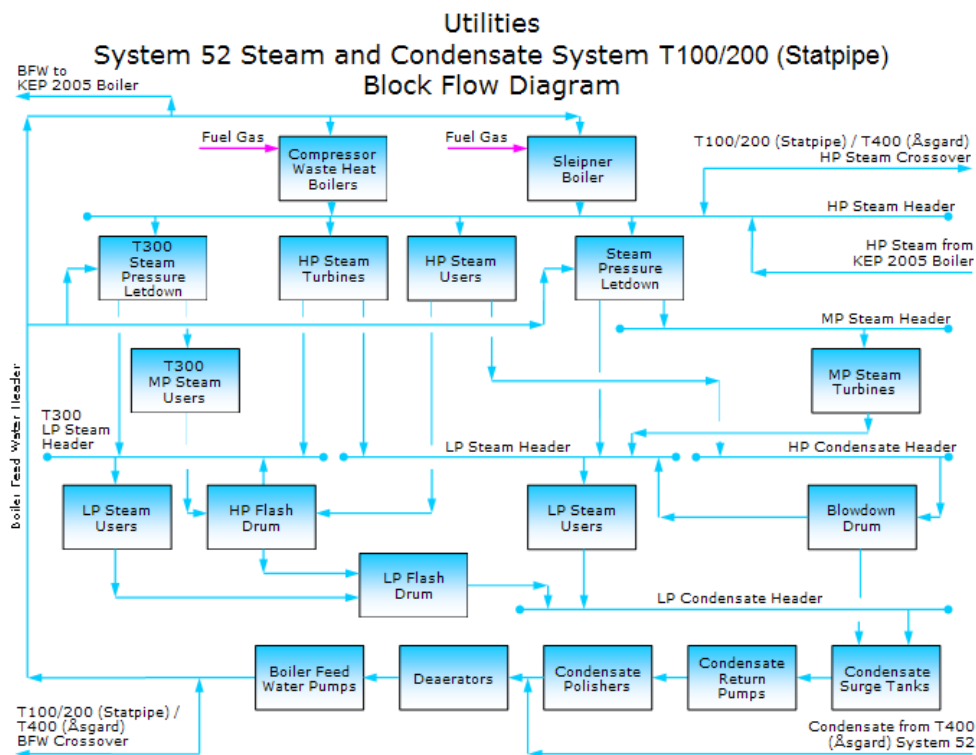 Utilities
System 52 Steam and Condensate System T100/200 (Statpipe)
Block Flow Diagram
BFW to
KEP 2005 Boiler
Fuel Gas
Compressor
Waste Heat
Boilers
Fuel Gas
Sleipner
Boiler
T100/200 (Statpipe) / T400 (Åsgard)
HP Steam Crossover
HP Steam Header
T300
Steam
Pressure
Letdown
HP Steam
Turbines
HP Steam
Users
Steam
Pressure
Letdown
HP Steam from
KEP 2005 Boiler
MP Steam Header
T300
MP Steam
Users
MP Steam
Turbines
Boiler Feed Water Header
T300
LP Steam
Header
LP Steam Header
HP Condensate Header
LP Steam
Users
HP Flash
Drum
LP Steam
Users
Blowdown
Drum
LP Flash
Drum
LP Condensate Header
Boiler Feed
Water Pumps
Deaerators
Condensate
Polishers
Condensate
Return
Pumps
Condensate
Surge Tanks
T100/200 (Statpipe) /
T400 (Åsgard)
BFW Crossover
Condensate from T400
(Åsgard) System 52